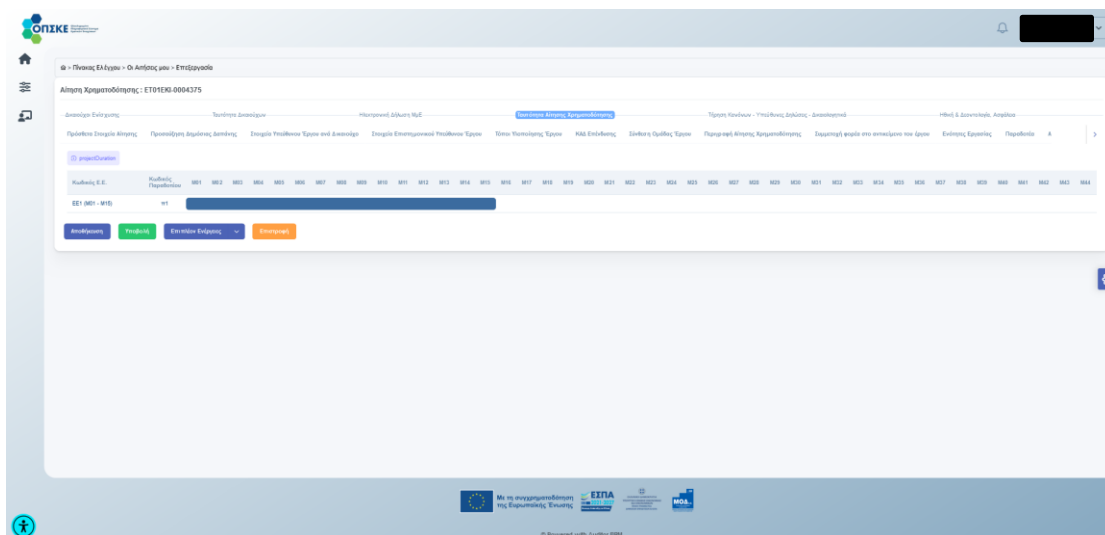 ΟΠΣΚΕ
⌂ > Πίνακας Ελέγχου > Οι Αιτήσεις μου > Επεξεργασία
Αίτηση Χρηματοδότησης : ET01EKI-0004375
Δικαιούχοι Ενίσχυσης Ταυτότητα Δικαιούχων Ηλεκτρονική Δήλωση ΜμΕ Ταυτότητα Αίτησης Χρηματοδότησης Τήρηση Κανόνων - Υπεύθυνες Δηλώσεις - Δικαιολογητικά Ηθική & Δεοντολογία, Ασφάλεια
Πρόσθετα Στοιχεία Αίτησης Προεπιλογή Δημόσιας Δαπάνης Στοιχεία Υπεύθυνου Έργου ανά Δικαιούχο Στοιχεία Επιστημονικού Υπεύθυνου Έργου Τόποι Υλοποίησης Έργου ΚΑΔ Επένδυσης Σύνθεση Ομάδας Έργου Περιγραφή Αίτησης Χρηματοδότησης Συμμετοχή φορέα στο αντικείμενο του έργου Ενότητες Εργασίας Παραδοτέα Α
projectDuration
Κωδικός Ε.Ε. Κωδικός Παραδοτέου M01 M02 M03 M04 M05 M06 M07 M08 M09 M10 M11 M12 M13 M14 M15 M16 M17 M18 M19 M20 M21 M22 M23 M24 M25 M26 M27 M28 M29 M30 M31 M32 M33 M34 M35 M36 M37 M38 M39 M40 M41 M42 M43 M44
ΕΕ1 (M01 - M15)
Αποθήκευση Υποβολή Επιπλέον Ενέργειες Επιστροφή
Με τη συγχρηματοδότηση
της Ευρωπαϊκής Ένωσης
ΕΣΠΑ
ΜΟΔ